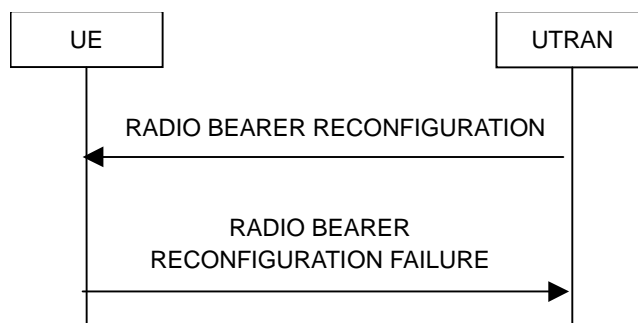 UE
UTRAN
RADIO BEARER RECONFIGURATION
RADIO BEARER
RECONFIGURATION FAILURE